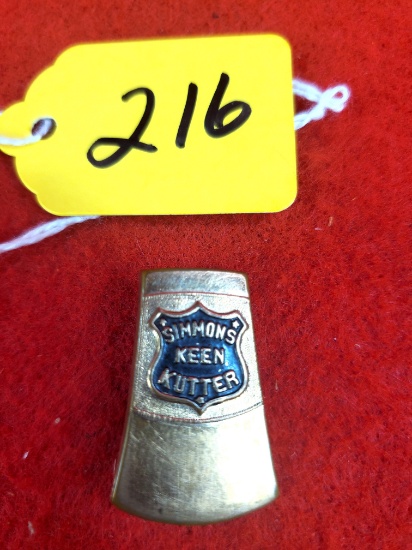 216
SIMMONS
KEEN
KUTTER